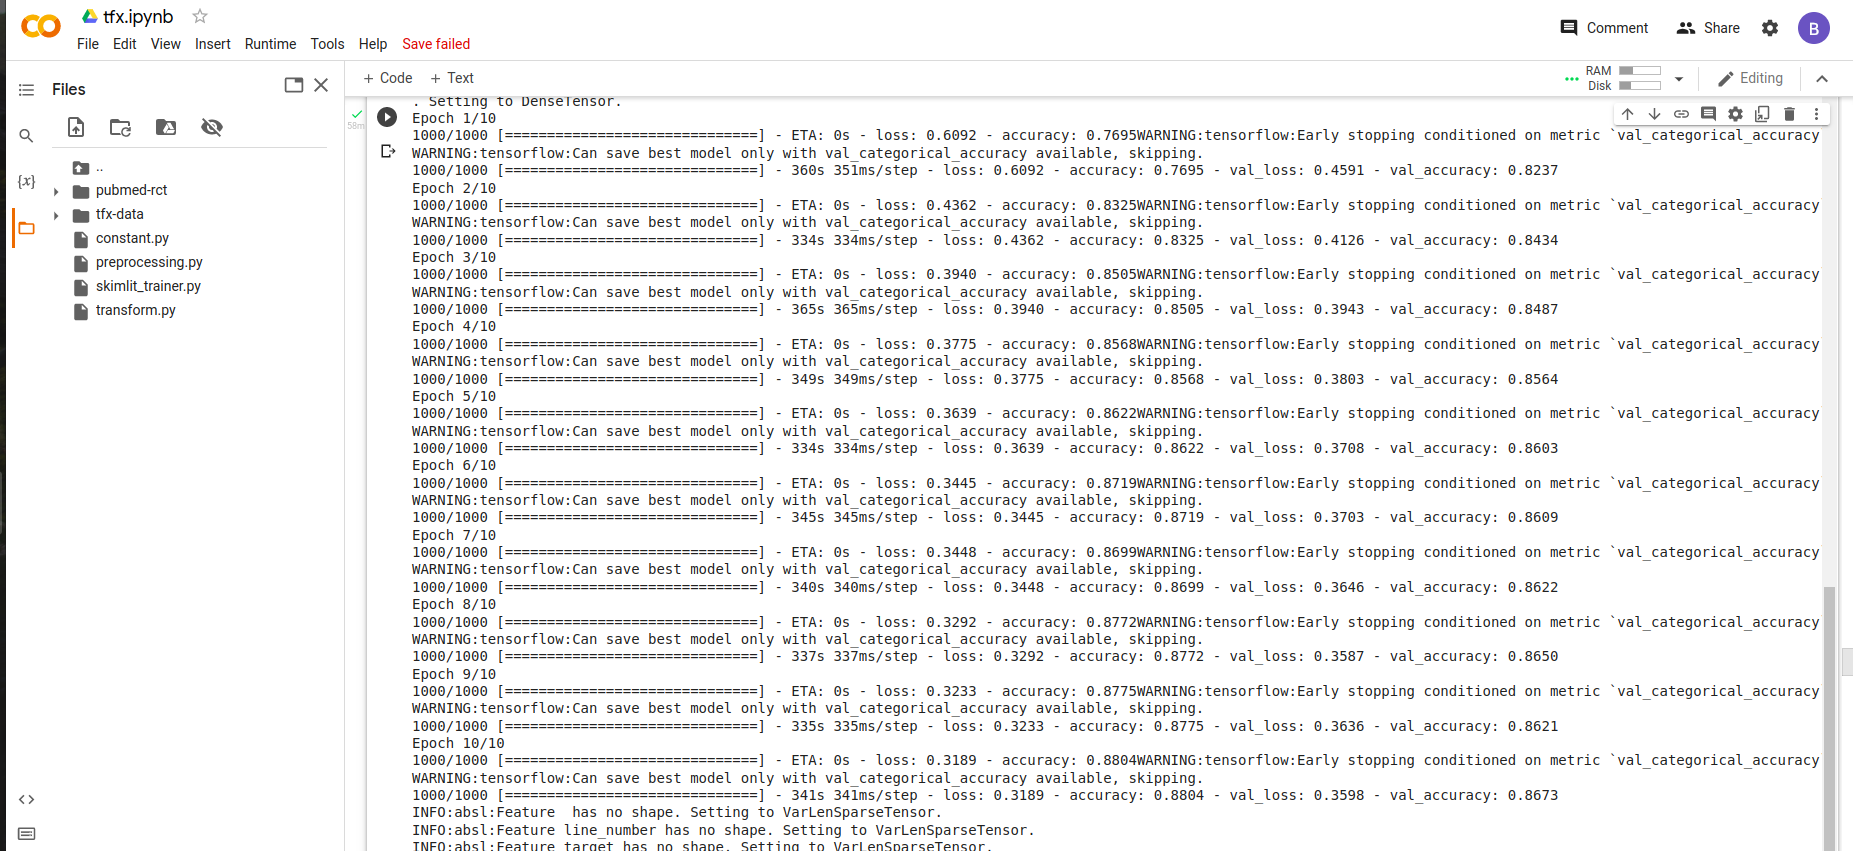 tfx.ipynb
File Edit View Insert Runtime Tools Help Save failed
Comment Share B
Files
+ Code + Text
RAM
Disk
Editing
..
pubmed-rct
tfx-data
constant.py
preprocessing.py
skimlit_trainer.py
transform.py
{x}
58m
. Setting to DenseTensor.
Epoch 1/10
1000/1000 [==============================] - ETA: 0s - loss: 0.6092 - accuracy: 0.7695WARNING:tensorflow:Early stopping conditioned on metric `val_categorical_accuracy
WARNING:tensorflow:Can save best model only with val_categorical_accuracy available, skipping.
1000/1000 [==============================] - 360s 351ms/step - loss: 0.6092 - accuracy: 0.7695 - val_loss: 0.4591 - val_accuracy: 0.8237
Epoch 2/10
1000/1000 [==============================] - ETA: 0s - loss: 0.4362 - accuracy: 0.8325WARNING:tensorflow:Early stopping conditioned on metric `val_categorical_accuracy
WARNING:tensorflow:Can save best model only with val_categorical_accuracy available, skipping.
1000/1000 [==============================] - 334s 334ms/step - loss: 0.4362 - accuracy: 0.8325 - val_loss: 0.4126 - val_accuracy: 0.8434
Epoch 3/10
1000/1000 [==============================] - ETA: 0s - loss: 0.3940 - accuracy: 0.8505WARNING:tensorflow:Early stopping conditioned on metric `val_categorical_accuracy
WARNING:tensorflow:Can save best model only with val_categorical_accuracy available, skipping.
1000/1000 [==============================] - 365s 365ms/step - loss: 0.3940 - accuracy: 0.8505 - val_loss: 0.3943 - val_accuracy: 0.8487
Epoch 4/10
1000/1000 [==============================] - ETA: 0s - loss: 0.3775 - accuracy: 0.8568WARNING:tensorflow:Early stopping conditioned on metric `val_categorical_accuracy
WARNING:tensorflow:Can save best model only with val_categorical_accuracy available, skipping.
1000/1000 [==============================] - 349s 349ms/step - loss: 0.3775 - accuracy: 0.8568 - val_loss: 0.3803 - val_accuracy: 0.8564
Epoch 5/10
1000/1000 [==============================] - ETA: 0s - loss: 0.3639 - accuracy: 0.8622WARNING:tensorflow:Early stopping conditioned on metric `val_categorical_accuracy
WARNING:tensorflow:Can save best model only with val_categorical_accuracy available, skipping.
1000/1000 [==============================] - 334s 334ms/step - loss: 0.3639 - accuracy: 0.8622 - val_loss: 0.3708 - val_accuracy: 0.8603
Epoch 6/10
1000/1000 [==============================] - ETA: 0s - loss: 0.3445 - accuracy: 0.8719WARNING:tensorflow:Early stopping conditioned on metric `val_categorical_accuracy
WARNING:tensorflow:Can save best model only with val_categorical_accuracy available, skipping.
1000/1000 [==============================] - 345s 345ms/step - loss: 0.3445 - accuracy: 0.8719 - val_loss: 0.3703 - val_accuracy: 0.8609
Epoch 7/10
1000/1000 [==============================] - ETA: 0s - loss: 0.3448 - accuracy: 0.8699WARNING:tensorflow:Early stopping conditioned on metric `val_categorical_accuracy
WARNING:tensorflow:Can save best model only with val_categorical_accuracy available, skipping.
1000/1000 [==============================] - 340s 340ms/step - loss: 0.3448 - accuracy: 0.8699 - val_loss: 0.3646 - val_accuracy: 0.8622
Epoch 8/10
1000/1000 [==============================] - ETA: 0s - loss: 0.3292 - accuracy: 0.8772WARNING:tensorflow:Early stopping conditioned on metric `val_categorical_accuracy
WARNING:tensorflow:Can save best model only with val_categorical_accuracy available, skipping.
1000/1000 [==============================] - 337s 337ms/step - loss: 0.3292 - accuracy: 0.8772 - val_loss: 0.3587 - val_accuracy: 0.8650
Epoch 9/10
1000/1000 [==============================] - ETA: 0s - loss: 0.3233 - accuracy: 0.8775WARNING:tensorflow:Early stopping conditioned on metric `val_categorical_accuracy
WARNING:tensorflow:Can save best model only with val_categorical_accuracy available, skipping.
1000/1000 [==============================] - 335s 335ms/step - loss: 0.3233 - accuracy: 0.8775 - val_loss: 0.3636 - val_accuracy: 0.8621
Epoch 10/10
1000/1000 [==============================] - ETA: 0s - loss: 0.3189 - accuracy: 0.8804WARNING:tensorflow:Early stopping conditioned on metric `val_categorical_accuracy
WARNING:tensorflow:Can save best model only with val_categorical_accuracy available, skipping.
1000/1000 [==============================] - 341s 341ms/step - loss: 0.3189 - accuracy: 0.8804 - val_loss: 0.3598 - val_accuracy: 0.8673
INFO:absl:Feature  has no shape. Setting to VarLenSparseTensor.
INFO:absl:Feature line_number has no shape. Setting to VarLenSparseTensor.
INFO:absl:Feature target has no shape. Setting to VarLenSparseTensor.